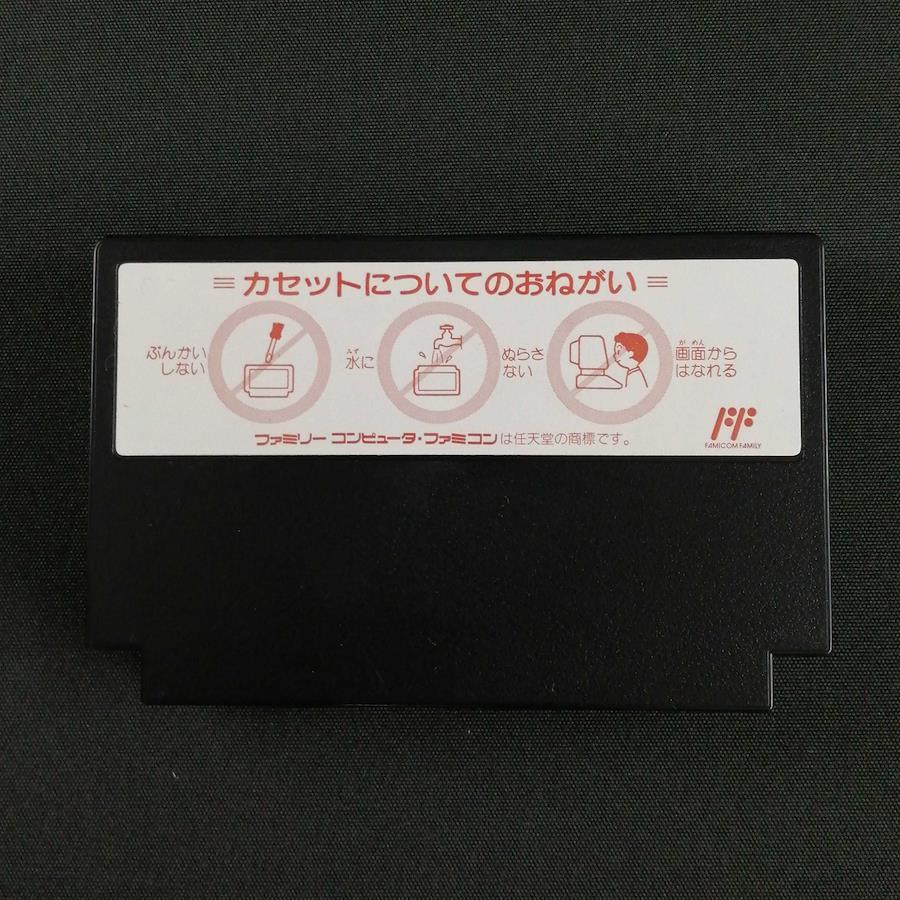 カセットについてのおねがい
ぶんかい
しない
みず
水に
ぬらさ
ない
が めん
画面から
はなれる
ファミリー コンピュータ・ファミコンは任天堂の商標です。
FAMICOM FAMILY